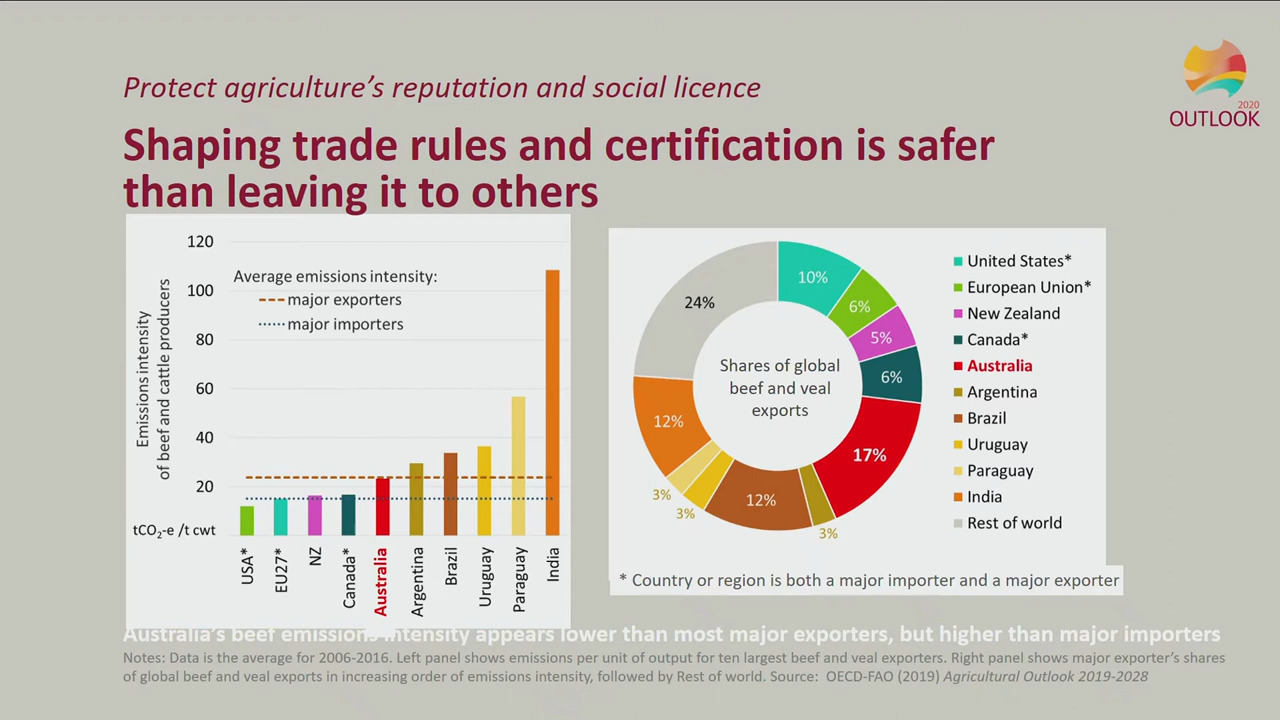 Protect agriculture's reputation and social licence
2020
OUTLOOK
Shaping trade rules and certification is safer
than leaving it to others
Emissions intensity
of beef and cattle producers
120
100
80
60
40
20
tCO₂-e /t cwt
Average emissions intensity:
major exporters
major importers
USA*
EU27*
NZ
Canada*
Australia
Argentina
Brazil
Uruguay
Paraguay
India
10%
6%
5%
6%
17%
3%
12%
3%
3%
12%
24%
Shares of global
beef and veal
exports
United States*
European Union*
New Zealand
Canada*
Australia
Argentina
Brazil
Uruguay
Paraguay
India
Rest of world
* Country or region is both a major importer and a major exporter
Australia's beef emissions intensity appears lower than most major exporters, but higher than major importers
Notes: Data is the average for 2006-2016. Left panel shows emissions per unit of output for ten largest beef and veal exporters. Right panel shows major exporter's shares
of global beef and veal exports in increasing order of emissions intensity, followed by Rest of world. Source: OECD-FAO (2019) Agricultural Outlook 2019-2028